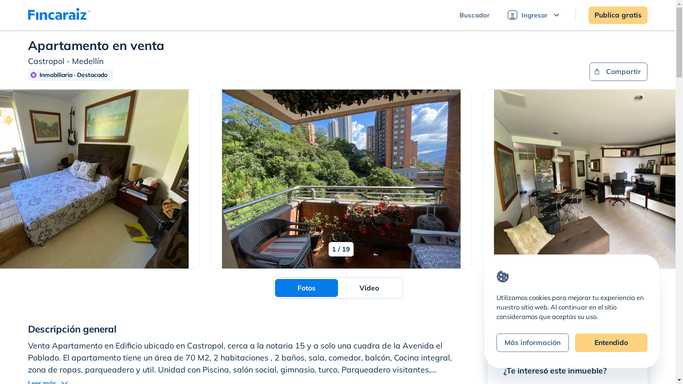 Fincaraiz
Buscador
Ingresar
Publica gratis
Apartamento en venta
Castropol - Medellín
Inmobiliaria · Destacado
Compartir
1 / 19
Fotos
Video
Descripción general
Venta Apartamento en Edificio ubicado en Castropol, cerca a la notaria 15 y a solo una cuadra de la Avenida el
Poblado. El apartamento tiene un área de 70 M2, 2 habitaciones , 2 baños, sala, comedor, balcón, Cocina integral,
zona de ropas, parqueadero y util. Unidad con Piscina, salón social, gimnasio, turco, Parqueadero visitantes,...
Leer más
Utilizamos cookies para mejorar tu experiencia en
nuestro sitio web. Al continuar en el sitio
consideramos que aceptas su uso.
Más información
Entendido
¿Te interesó este inmueble?